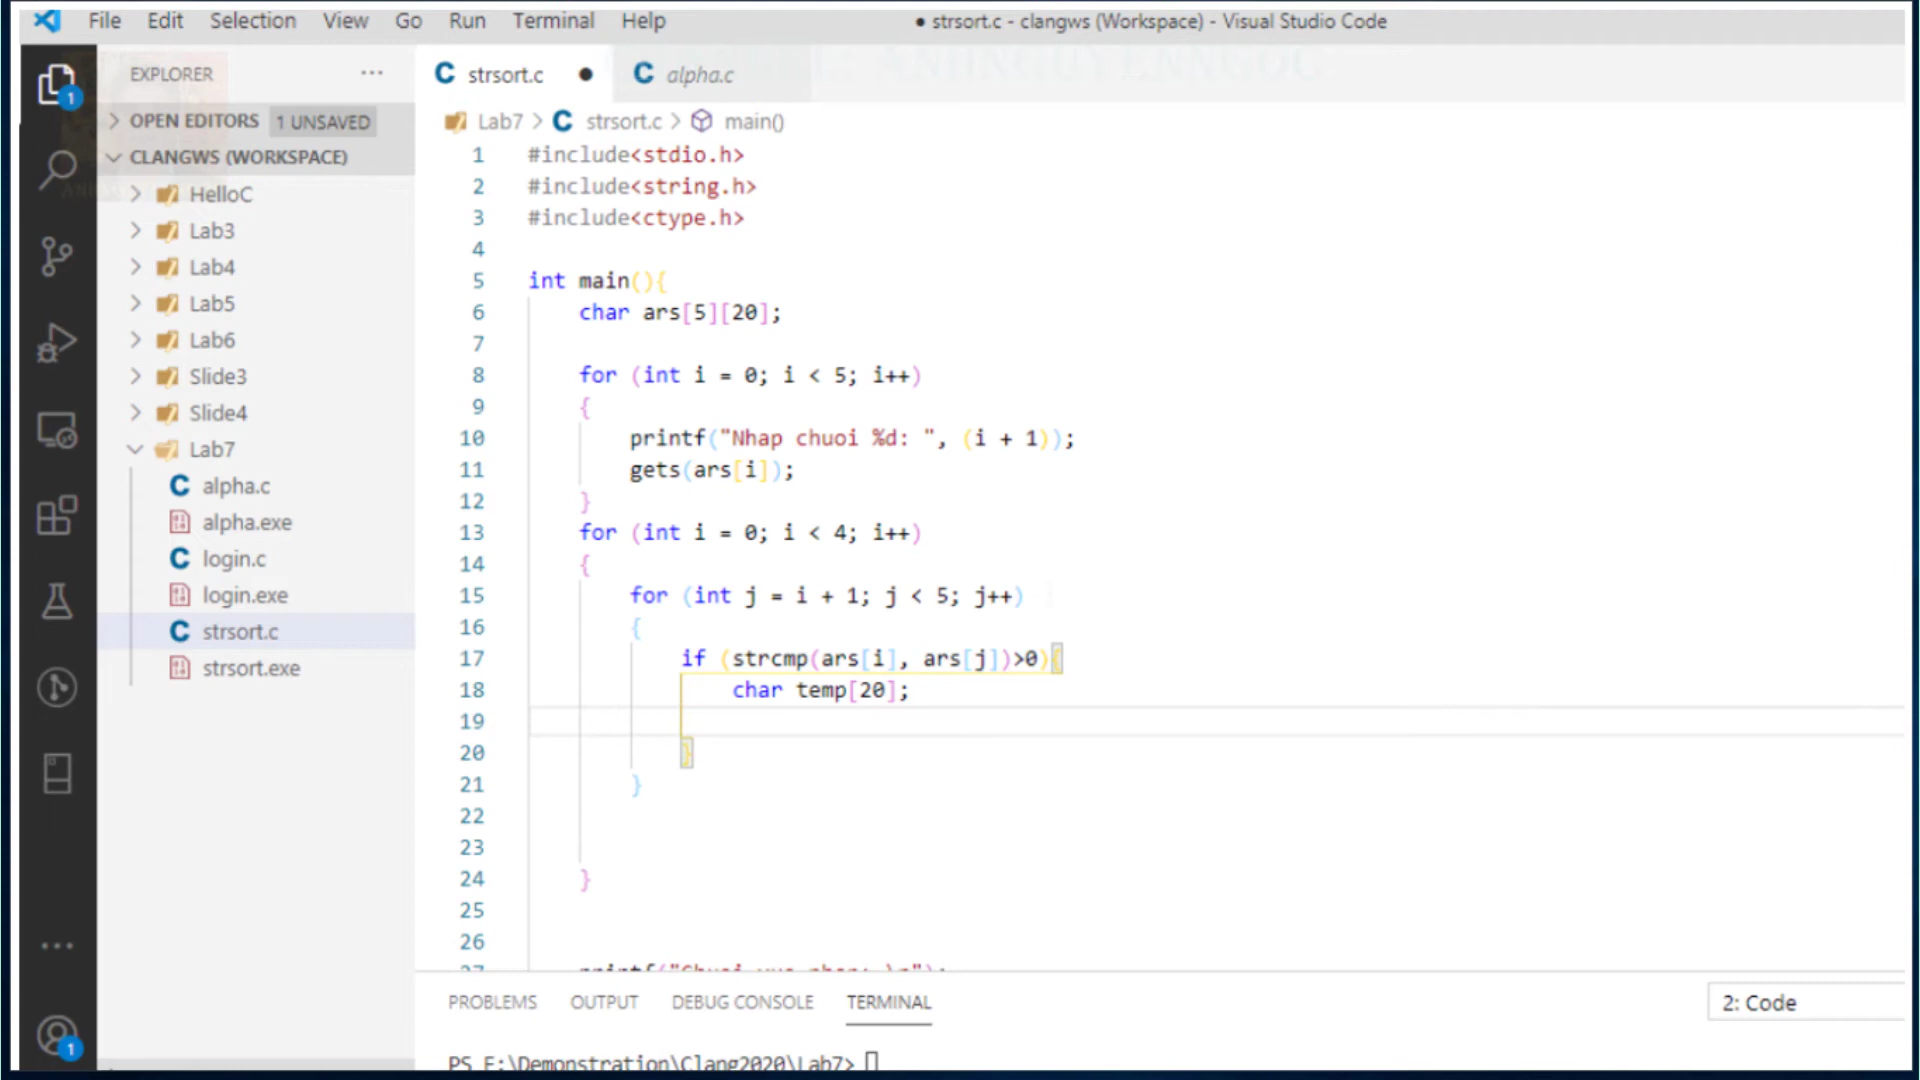 File Edit Selection View Go Run Terminal Help
● strsort.c - clangws (Workspace) - Visual Studio Code
EXPLORER ···
OPEN EDITORS 1 UNSAVED
CLANGWS (WORKSPACE)
HelloC
Lab3
Lab4
Lab5
Lab6
Slide3
Slide4
Lab7
C alpha.c
alpha.exe
C login.c
login.exe
C strsort.c
strsort.exe
1
1
C strsort.c ● C alpha.c
Lab7 > C strsort.c > main()
1 #include<stdio.h>
2 #include<string.h>
3 #include<ctype.h>
4
5 int main(){
6 char ars[5][20];
7
8 for (int i = 0; i < 5; i++)
9 {
10 printf("Nhap chuoi %d: ", (i + 1));
11 gets(ars[i]);
12 }
13 for (int i = 0; i < 4; i++)
14 {
15 for (int j = i + 1; j < 5; j++)
16 {
17 if (strcmp(ars[i], ars[j])>0){
18 char temp[20];
19
20 }
21 }
22
23
24 }
25
26
27 printf("Chuoi vua nhap: \n");
PROBLEMS OUTPUT DEBUG CONSOLE TERMINAL
2: Code
PS E:\Demonstration\Clang2020\Lab7>